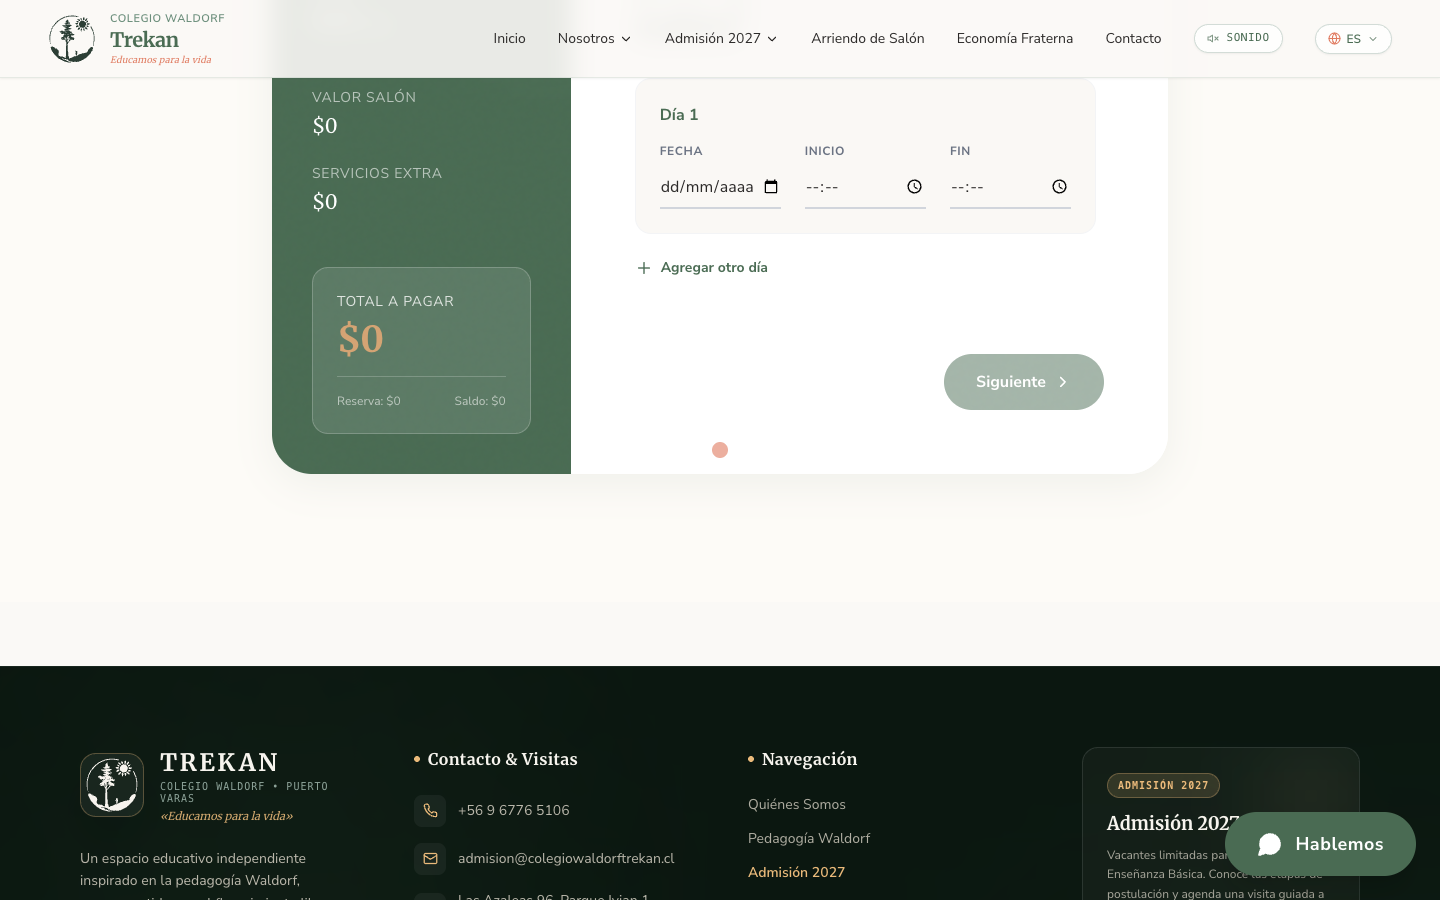 COLEGIO WALDORF
Trekan
Educamos para la vida
Inicio
Nosotros
Admisión 2027
Arriendo de Salón
Economía Fraterna
Contacto
SONIDO
ES
VALOR SALÓN
$0
SERVICIOS EXTRA
$0
TOTAL A PAGAR
$0
Reserva: $0
Saldo: $0
Día 1
FECHA
INICIO
FIN
dd/mm/aaaa
--:--
--:--
Agregar otro día
Siguiente
TREKAN
COLEGIO WALDORF • PUERTO
VARAS
«Educamos para la vida»
Un espacio educativo independiente
inspirado en la pedagogía Waldorf,
Contacto & Visitas
+56 9 6776 5106
admision@colegiowaldorftrekan.cl
Navegación
Quiénes Somos
Pedagogía Waldorf
Admisión 2027
ADMISIÓN 2027
Admisión 2027
Vacantes limitadas
Enseñanza Básica. Conoce las etapas de
postulación y agenda una visita guiada a
Hablemos